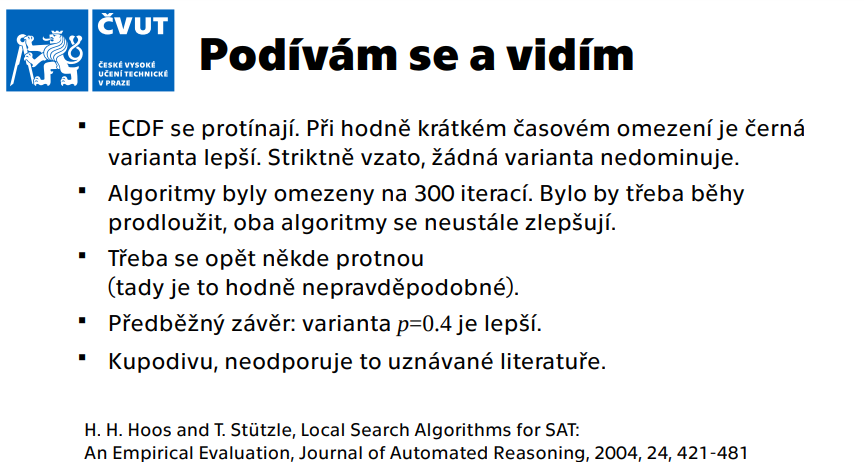 ČVUT
ČESKÉ VYSOKÉ
UČENÍ TECHNICKÉ
V PRAZE
Podívám se a vidím
▪ ECDF se protínají. Při hodně krátkém časovém omezení je černá
varianta lepší. Striktně vzato, žádná varianta nedominuje.
▪ Algoritmy byly omezeny na 300 iterací. Bylo by třeba běhy
prodloužit, oba algoritmy se neustále zlepšují.
▪ Třeba se opět někde protnou
(tady je to hodně nepravděpodobné).
▪ Předběžný závěr: varianta p=0.4 je lepší.
▪ Kupodivu, neodporuje to uznávané literatuře.
H. H. Hoos and T. Stützle, Local Search Algorithms for SAT:
An Empirical Evaluation, Journal of Automated Reasoning, 2004, 24, 421-481